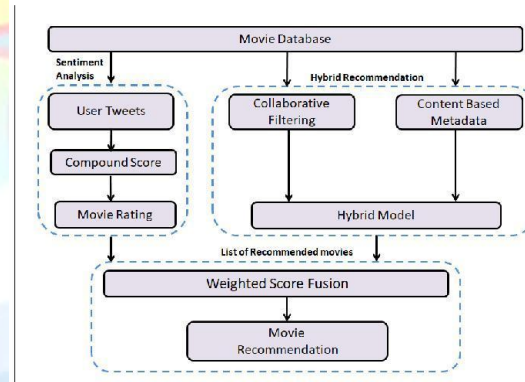 Movie Database
Sentiment
Analysis
Hybrid Recommendation
User Tweets
Collaborative
Filtering
Content Based
Metadata
Compound Score
Movie Rating
Hybrid Model
List of Recommended movies
Weighted Score Fusion
Movie
Recommendation